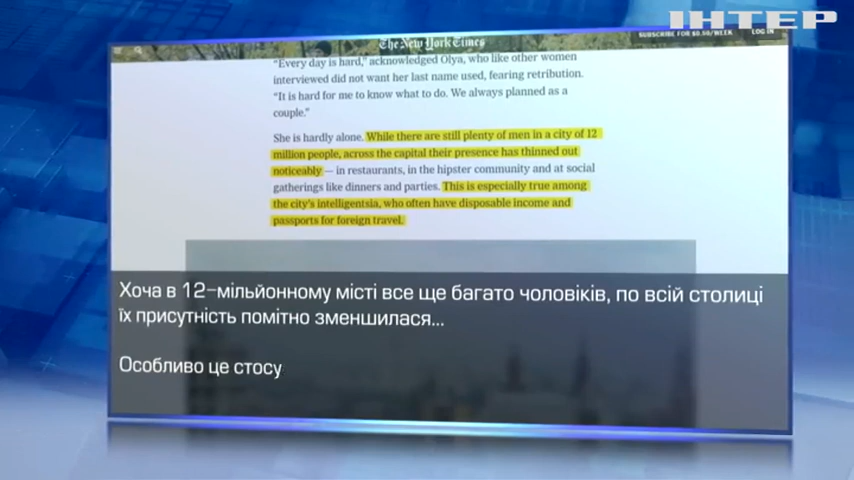 ІНТЕР
The New York Times
SUBSCRIBE FOR $0.50/WEEK
LOG IN
“Every day is hard,” acknowledged Olya, who like other women
interviewed did not want her last name used, fearing retribution.
“It is hard for me to know what to do. We always planned as a
couple.”
She is hardly alone. While there are still plenty of men in a city of 12
million people, across the capital their presence has thinned out
noticeably — in restaurants, in the hipster community and at social
gatherings like dinners and parties. This is especially true among
the city’s intelligentsia, who often have disposable income and
passports for foreign travel.
Хоча в 12–мільйонному місті все ще багато чоловіків, по всій столиці
їх присутність помітно зменшилася...
Особливо це стосу